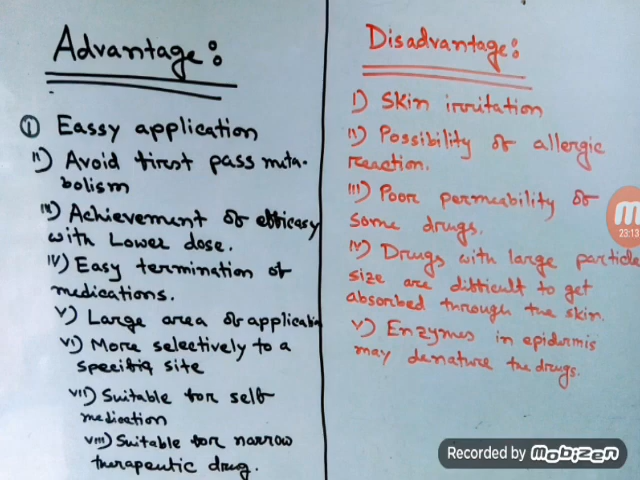 Advantage:
I) Eassy application
II) Avoid first pass meta-
bolism
III) Achievement of efficasy
with Lower dose.
IV) Easy termination of
medications.
V) Large area of application
VI) More selectively to a
specifiq site
VII) Suitable for self
medication
VIII) Suitable for narrow
therapeutic drug.
Disadvantage:
I) Skin irritation
II) Possibility of allergic
reaction.
III) Poor permeability of
some drugs.
IV) Drugs with large particle
size are difficult to get
absorbed through the skin.
V) Enzymes in epidermis
may denature the drugs.
23:13
Recorded by mobizen